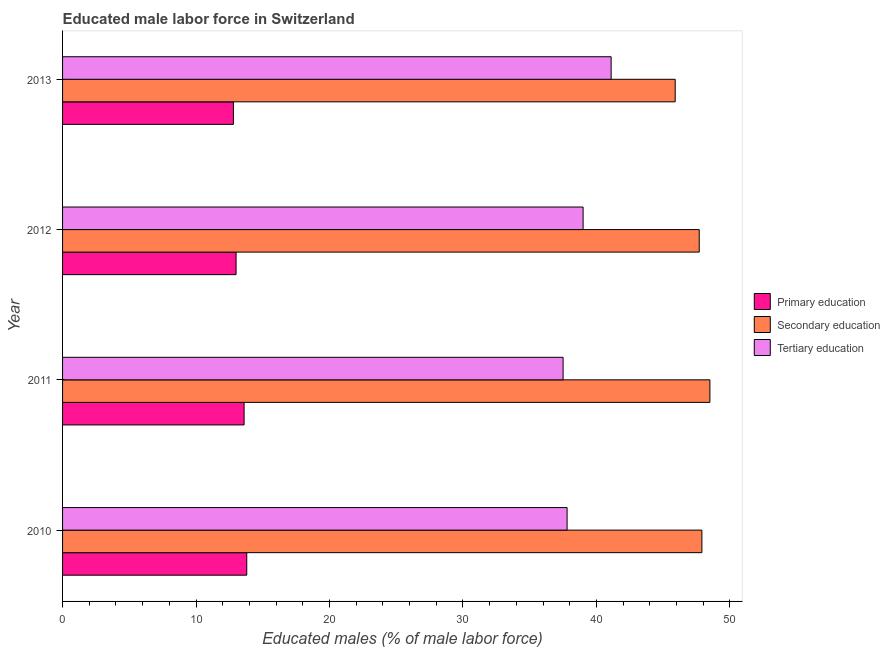 Educated male labor force in Switzerland
2013
2012
2011
2010
Year
0
10
20
30
40
50
Educated males (% of male labor force)
Primary education
Secondary education
Tertiary education